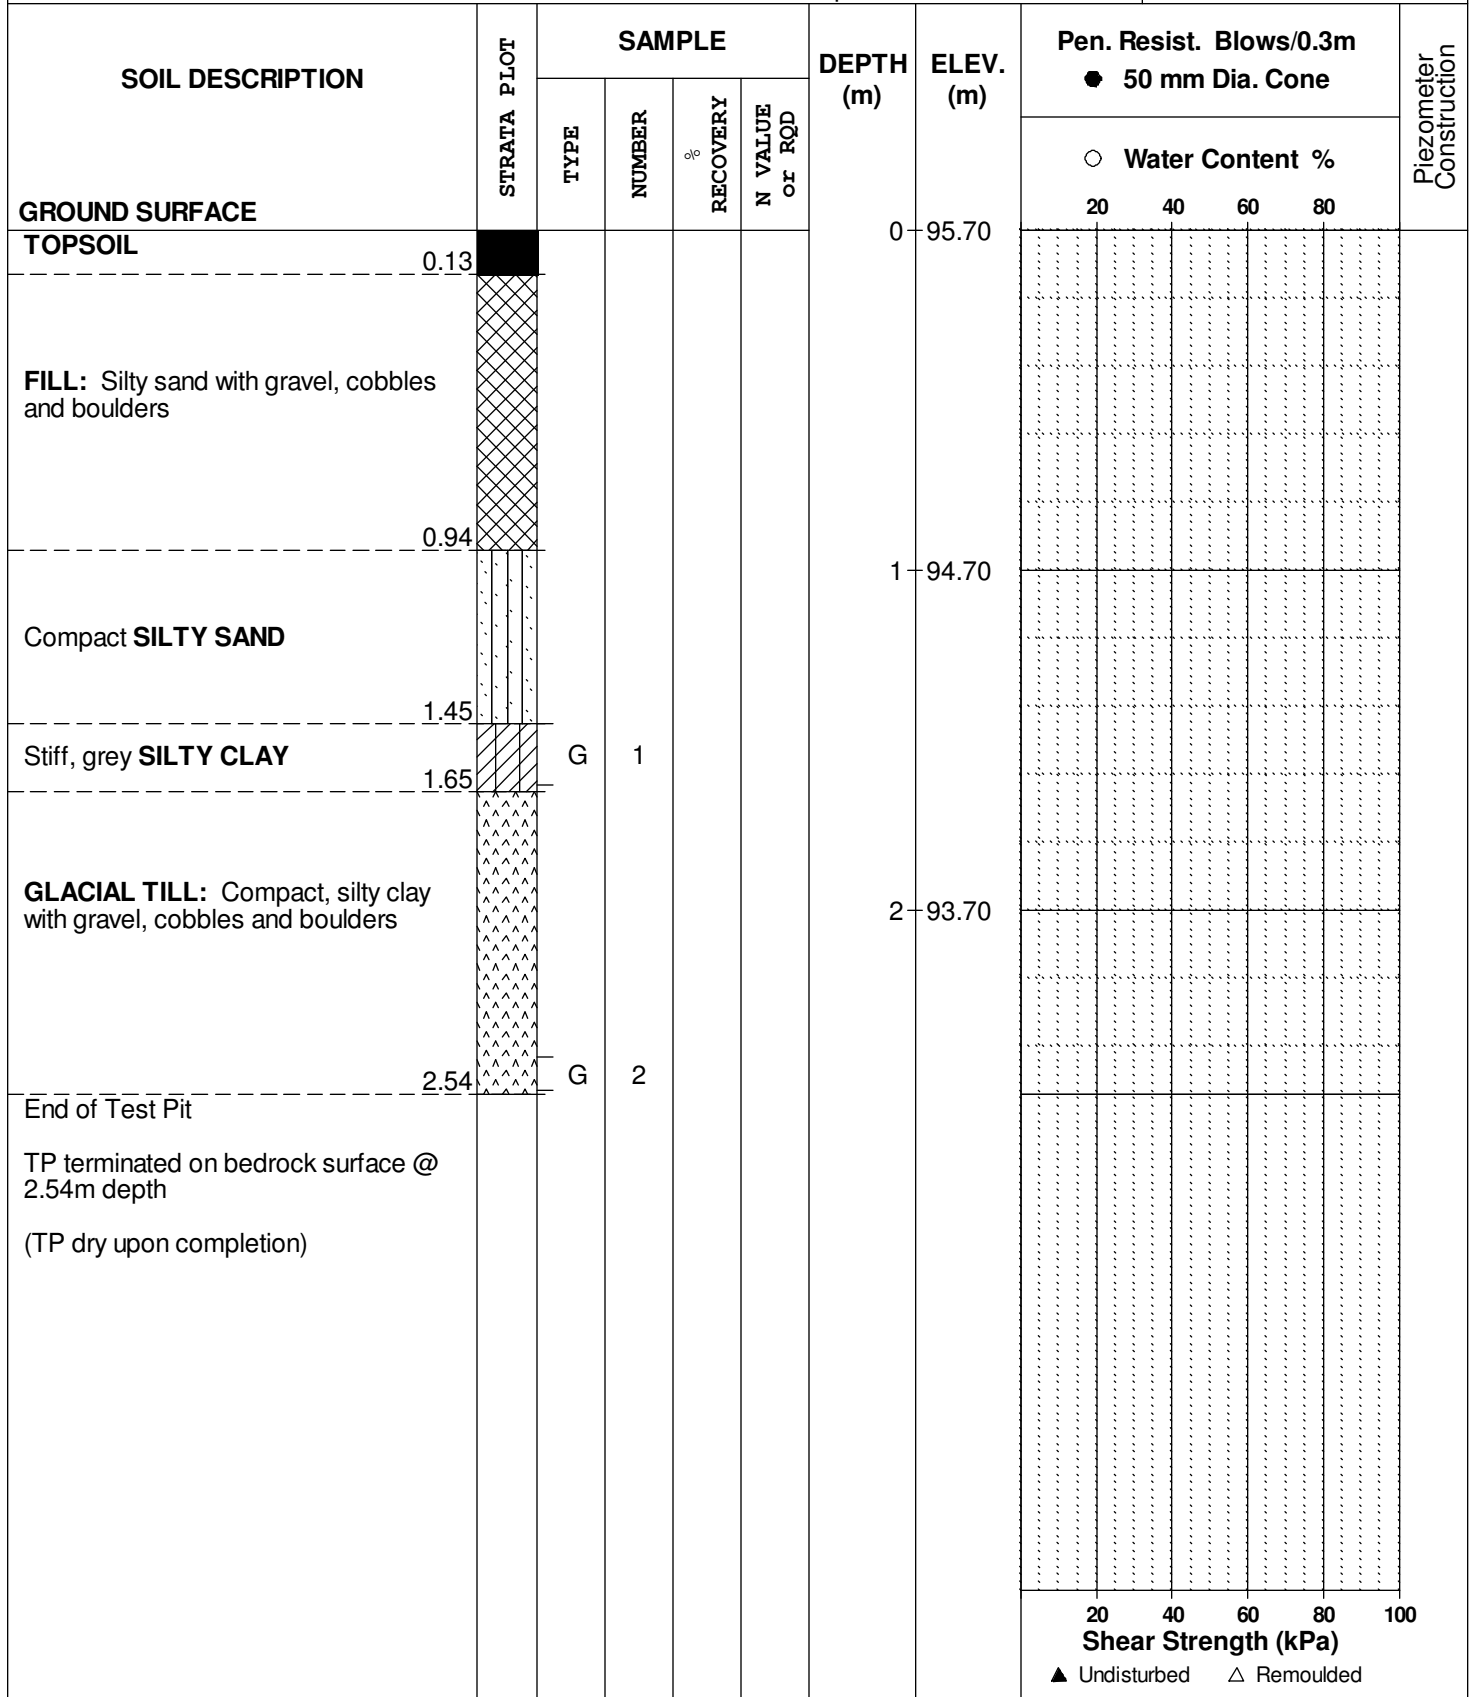 SOIL DESCRIPTION
GROUND SURFACE
STRATA PLOT
SAMPLE
TYPE
NUMBER
%
RECOVERY
N VALUE
or RQD
DEPTH
(m)
ELEV.
(m)
Pen. Resist. Blows/0.3m
● 50 mm Dia. Cone
○ Water Content %
20 40 60 80
Piezometer
Construction
0 95.70
TOPSOIL
0.13
FILL: Silty sand with gravel, cobbles
and boulders
0.94
1 94.70
Compact SILTY SAND
1.45
Stiff, grey SILTY CLAY G 1
1.65
GLACIAL TILL: Compact, silty clay
with gravel, cobbles and boulders
2 93.70
G 2
2.54
End of Test Pit
TP terminated on bedrock surface @
2.54m depth
(TP dry upon completion)
20 40 60 80 100
Shear Strength (kPa)
▲ Undisturbed △ Remoulded